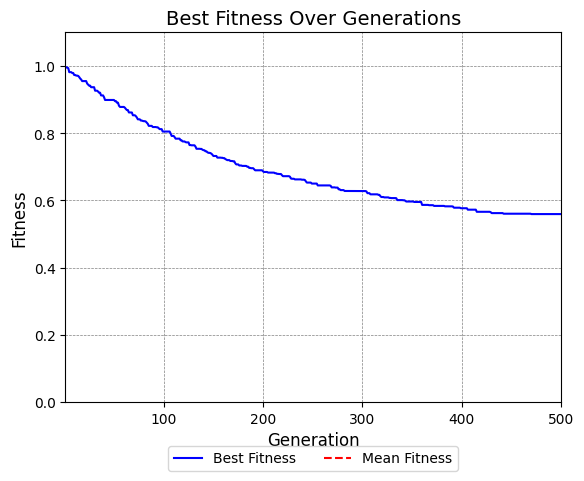 Best Fitness Over Generations
Fitness
1.0
0.8
0.6
0.4
0.2
0.0
100 200 300 400 500
Generation
Best Fitness Mean Fitness